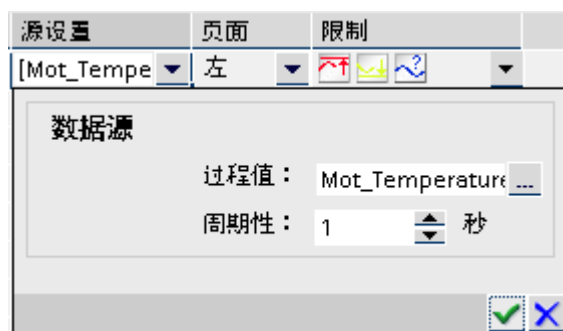 源设置 页面 限制
[Mot_Tempe 左
数据源
过程值： Mot_Temperature ...
周期性： 1 秒